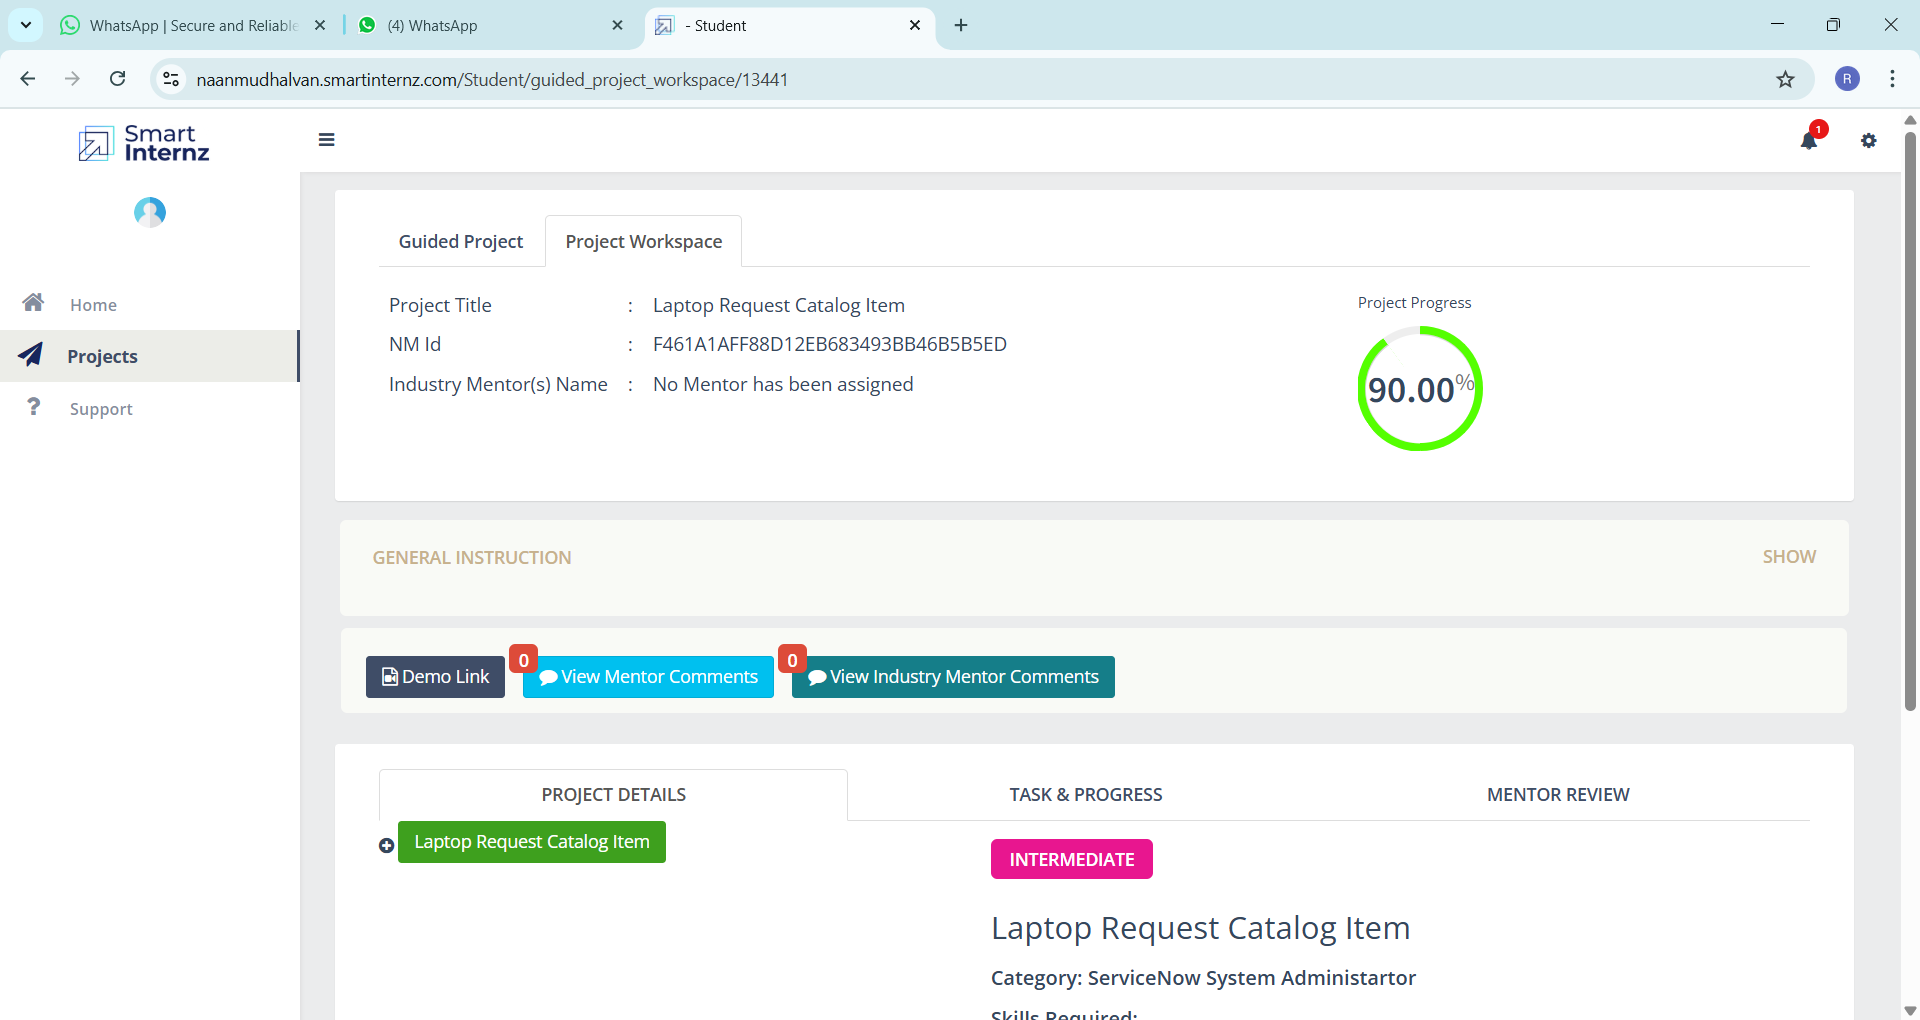 WhatsApp | Secure and Reliable
(4) WhatsApp
- Student
naanmudhalvan.smartinternz.com/Student/guided_project_workspace/13441
R
Smart
Internz
1
Home
Projects
Support
Guided Project
Project Workspace
Project Title : Laptop Request Catalog Item
NM Id : F461A1AFF88D12EB683493BB46B5B5ED
Industry Mentor(s) Name : No Mentor has been assigned
Project Progress
90.00%
GENERAL INSTRUCTION
SHOW
Demo Link
0
View Mentor Comments
0
View Industry Mentor Comments
PROJECT DETAILS
TASK & PROGRESS
MENTOR REVIEW
Laptop Request Catalog Item
INTERMEDIATE
Laptop Request Catalog Item
Category: ServiceNow System Administartor
Skills Required: